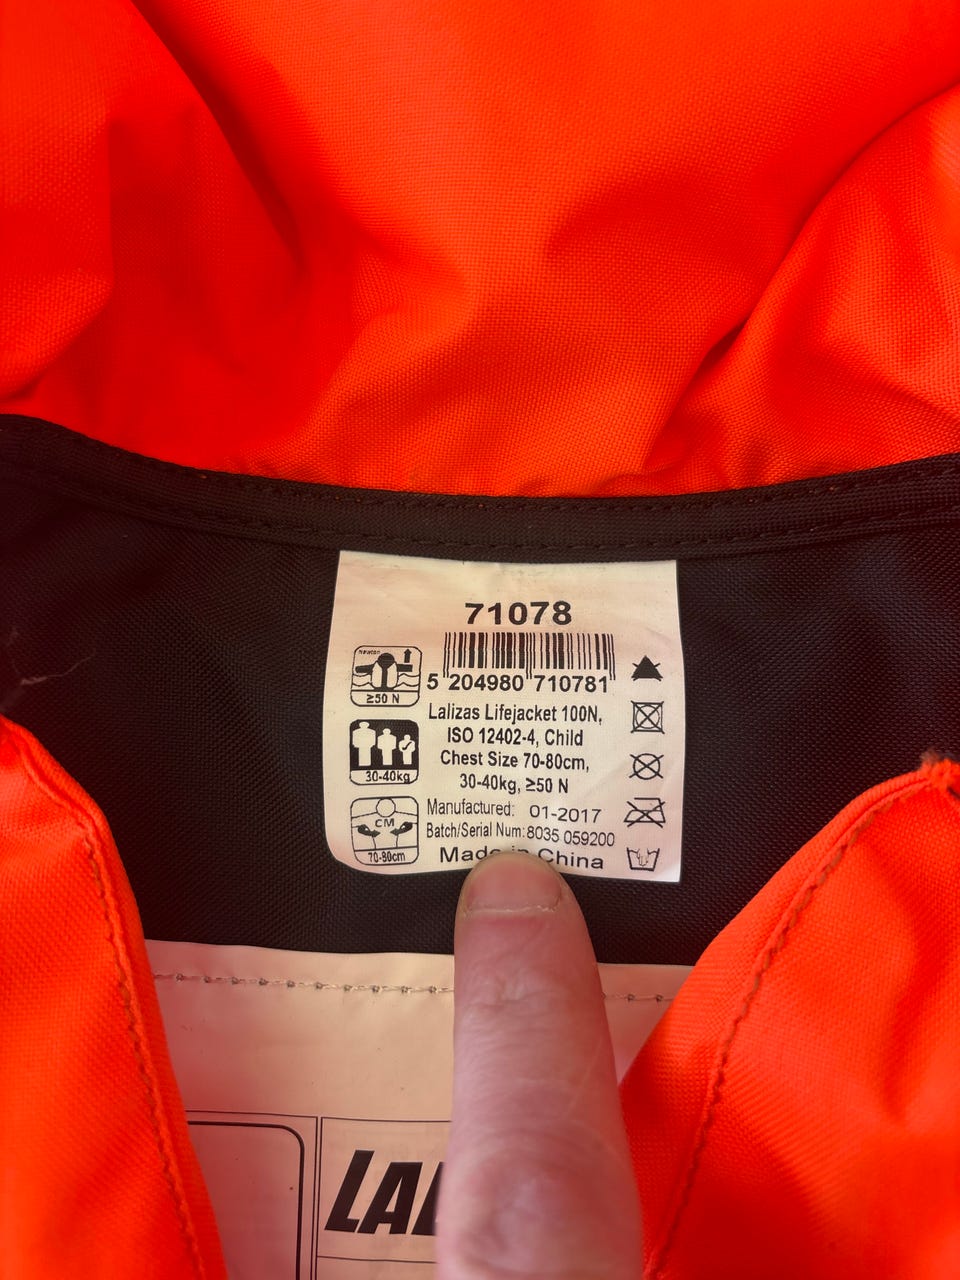 71078
5 204980 710781
Newton
≥50 N
Lalizas Lifejacket 100N,
ISO 12402-4, Child
Chest Size 70-80cm,
30-40kg, ≥50 N
30-40kg
Manufactured: 01-2017
Batch/Serial Num: 8035 059200
Made in China
CM
70-80cm
LAL